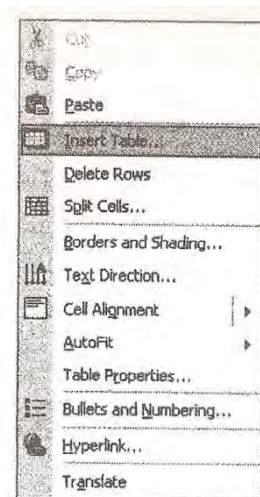 Cut
Copy
Paste
Insert Table...
Delete Rows
Split Cells...
Borders and Shading...
Text Direction...
Cell Alignment
AutoFit
Table Properties...
Bullets and Numbering...
Hyperlink...
Translate